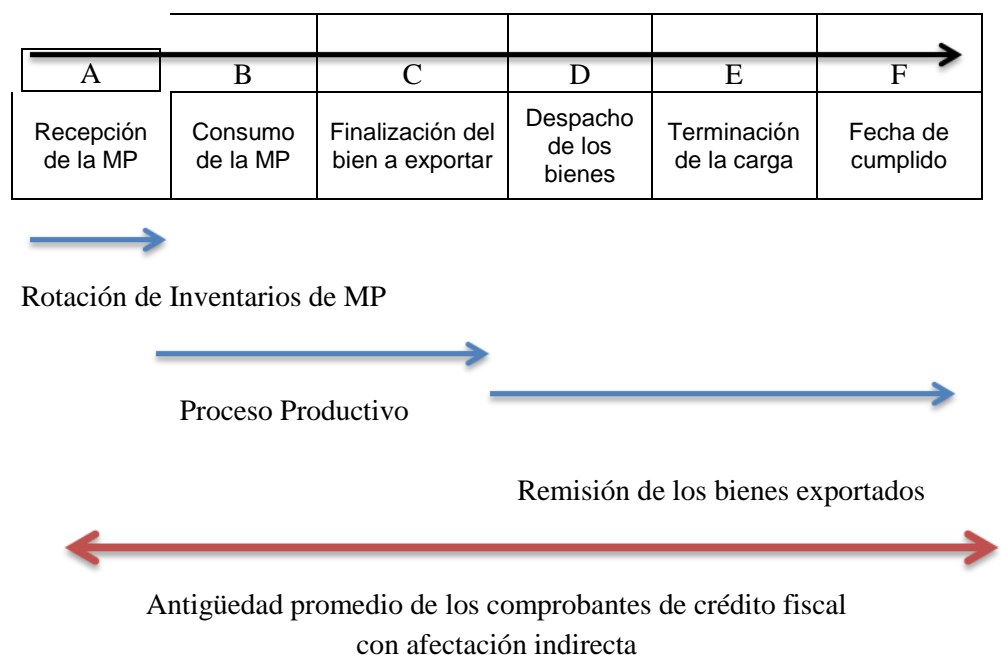 A B C D E F
Recepción de la MP
Consumo de la MP
Finalización del bien a exportar
Despacho de los bienes
Terminación de la carga
Fecha de cumplido
Rotación de Inventarios de MP
Proceso Productivo
Remisión de los bienes exportados
Antigüedad promedio de los comprobantes de crédito fiscal
con afectación indirecta